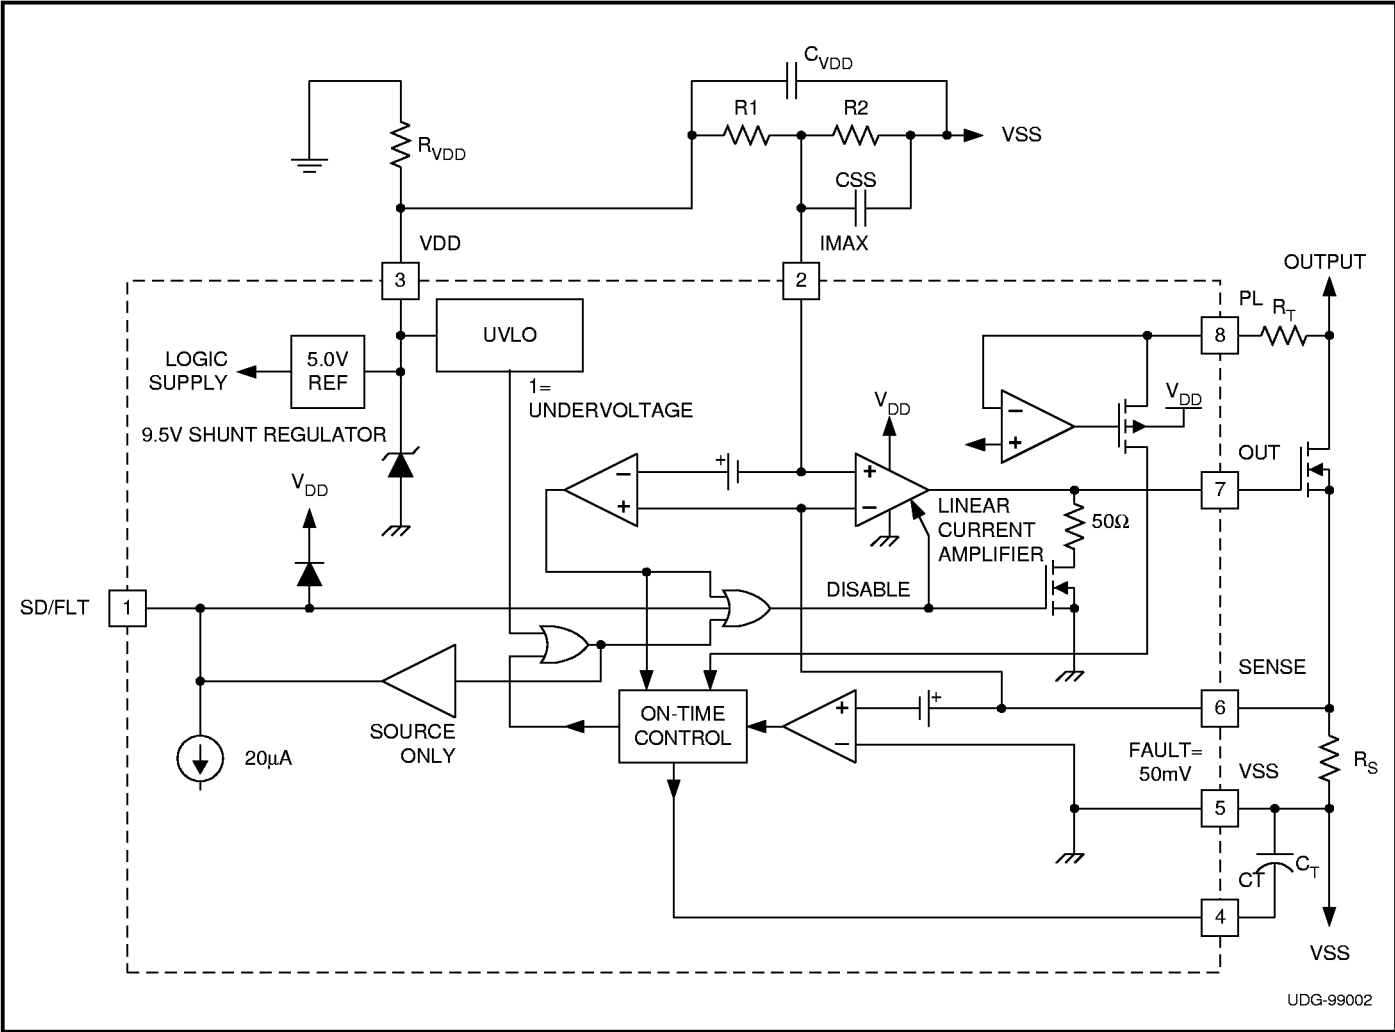 CVDD
R1
R2
VSS
RVDD
CSS
VDD
IMAX
3
2
OUTPUT
PL
RT
8
UVLO
LOGIC
SUPPLY
5.0V
REF
1=
UNDERVOLTAGE
VDD
VDD
9.5V SHUNT REGULATOR
−
+
+
−
+
+
−
OUT
7
VDD
LINEAR
CURRENT
AMPLIFIER
50Ω
DISABLE
SD/FLT
1
SENSE
6
ON-TIME
CONTROL
+
−
+
SOURCE
ONLY
20µA
FAULT=
50mV
VSS
RS
5
CT
CT
4
VSS
UDG-99002